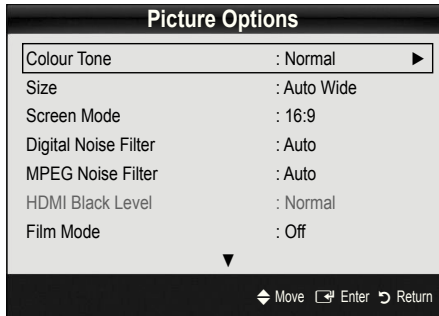 Picture Options
Colour Tone : Normal ►
Size : Auto Wide
Screen Mode : 16:9
Digital Noise Filter : Auto
MPEG Noise Filter : Auto
HDMI Black Level : Normal
Film Mode : Off
▼
Move Enter Return